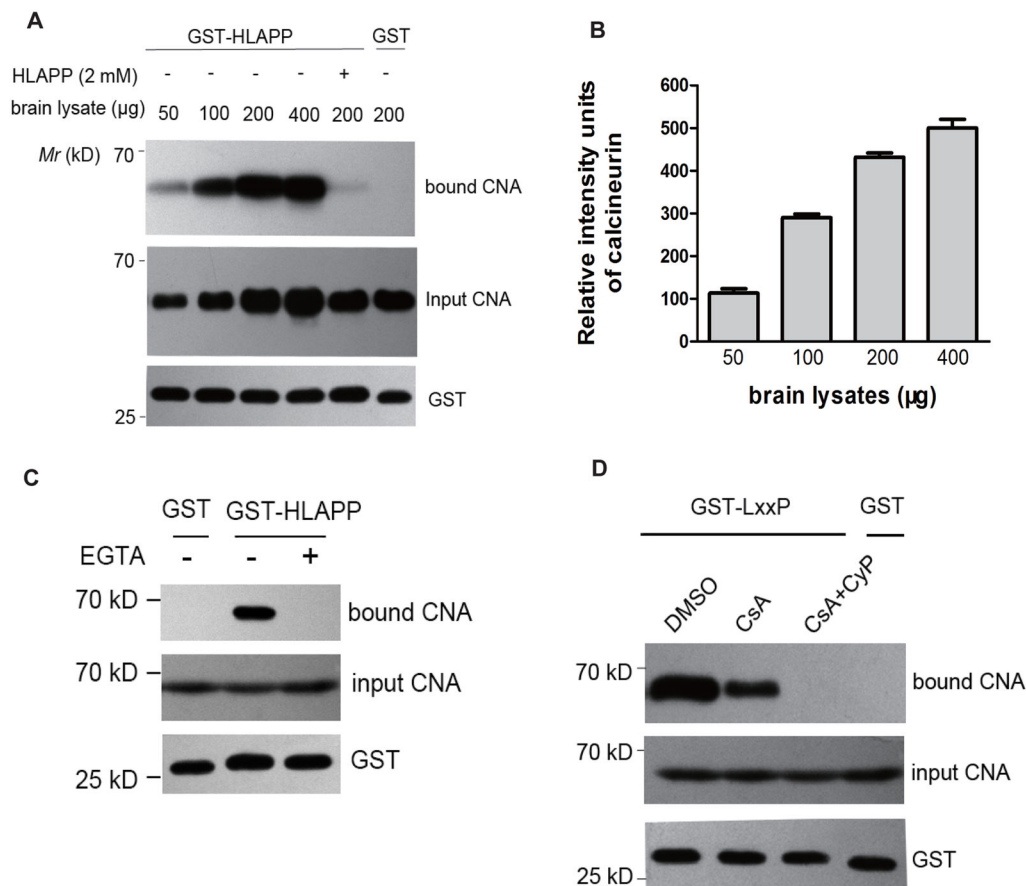 A
GST-HLAPP GST
HLAPP (2 mM) - - - - + -
brain lysate (µg) 50 100 200 400 200 200
Mr (kD) 70
bound CNA
70
Input CNA
GST
25
B
Relative intensity units
of calcineurin
600
500
400
300
200
100
0
50 100 200 400
brain lysates (µg)
C
GST GST-HLAPP
EGTA - - +
70 kD
bound CNA
70 kD
input CNA
GST
25 kD
D
GST-LxxP GST
DMSO CsA CsA+CyP
70 kD
bound CNA
70 kD
input CNA
GST
25 kD